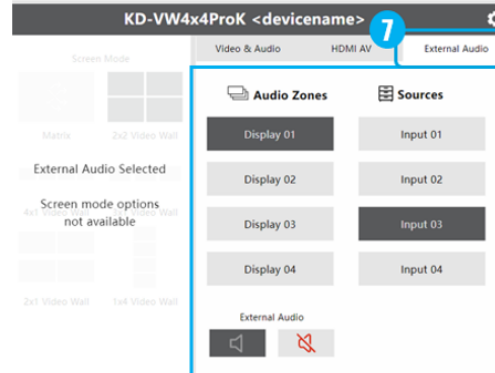 KD-VW4x4ProK <devicename>
7
Screen Mode
Video & Audio
HDMI AV
External Audio
Matrix
2x2 Video Wall
External Audio Selected
Screen mode options
not available
4x1 Video Wall
3x1 Video Wall
2x1 Video Wall
1x4 Video Wall
Audio Zones
Sources
Display 01
Input 01
Display 02
Input 02
Display 03
Input 03
Display 04
Input 04
External Audio